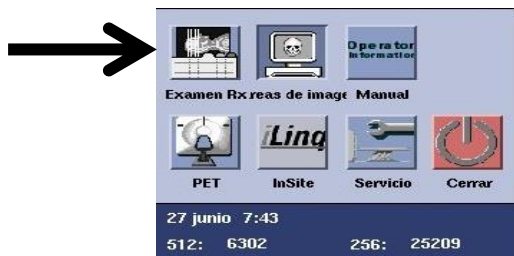 Operator
Informatio
Examen Rx reas de image Manual
iLinq
PET InSite Servicio Cerrar
27 junio 7:43
512: 6302 256: 25209